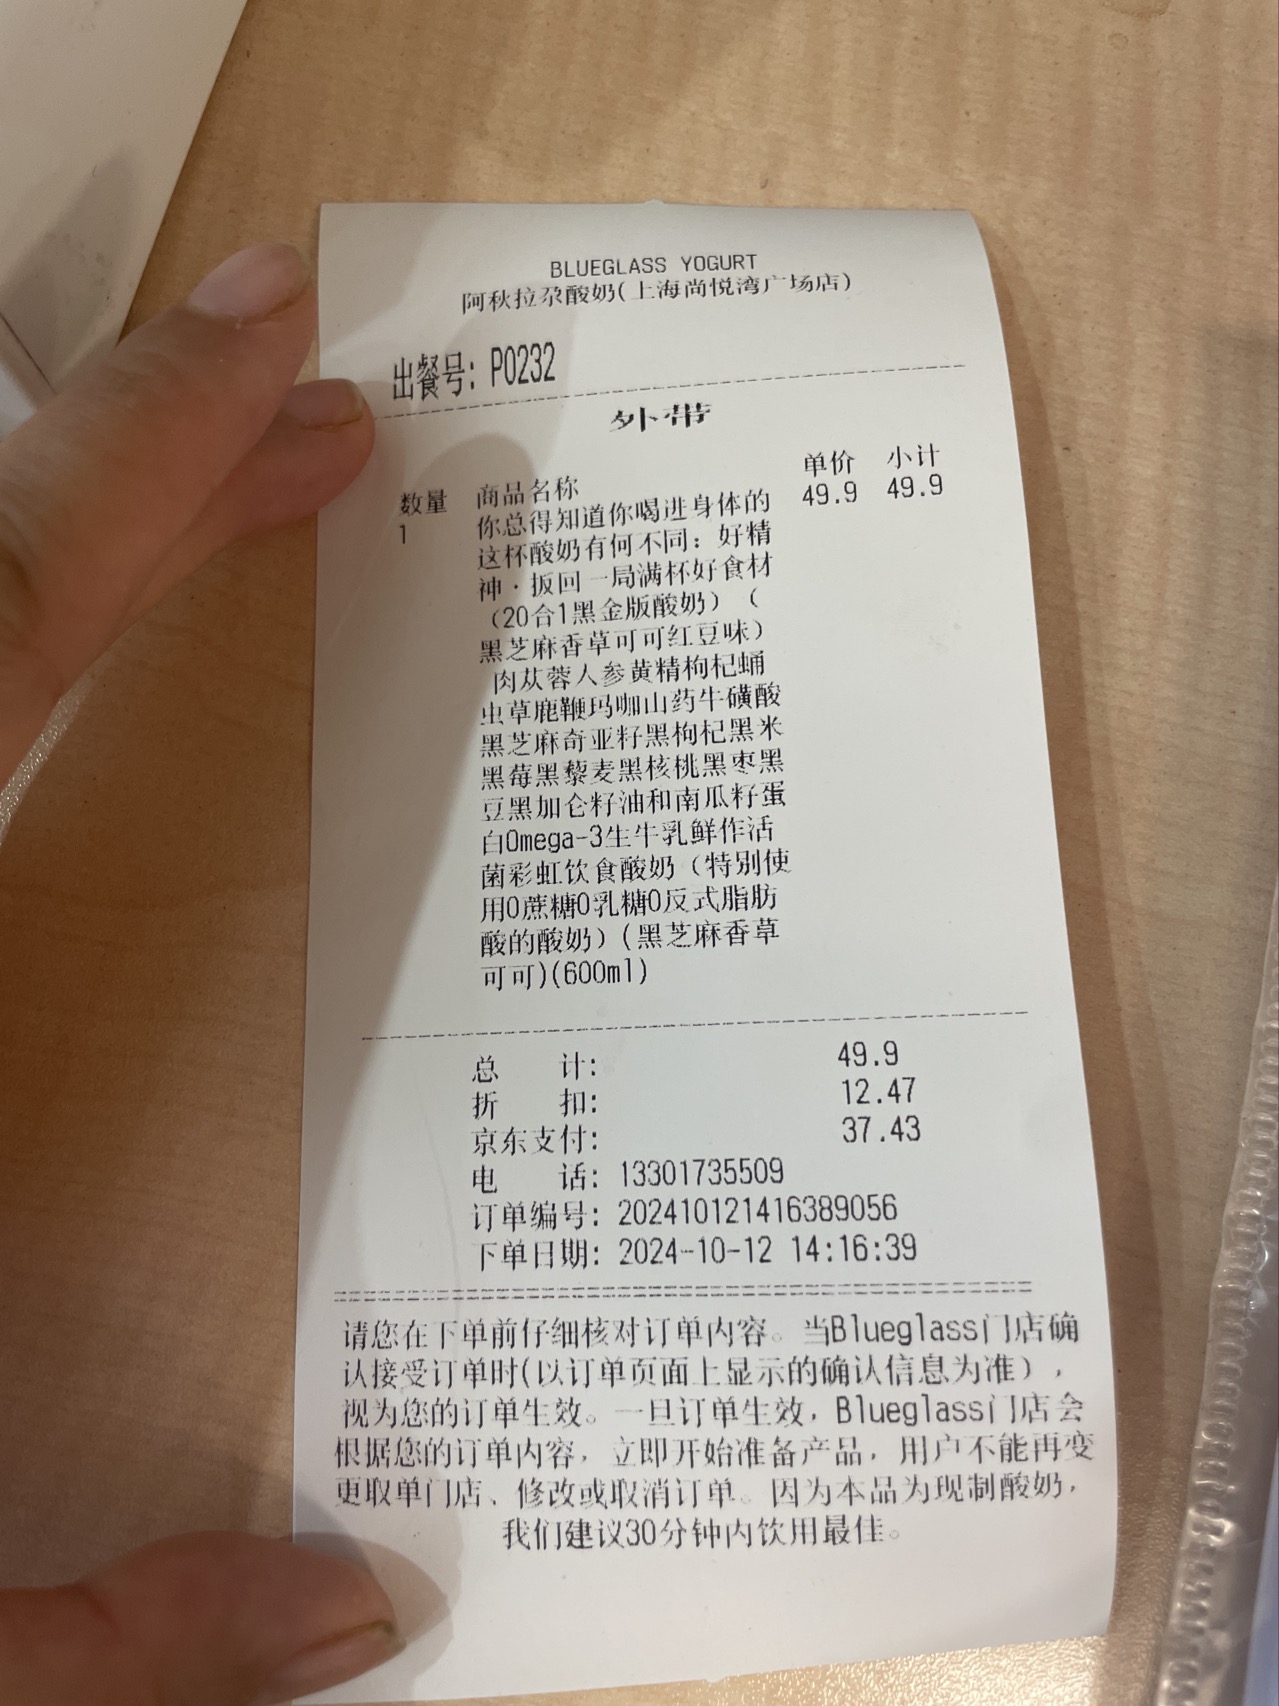 BLUEGLASS YOGURT
阿秋拉尕酸奶(上海尚悦湾广场店)
出餐号: P0232
外带
数量 商品名称 单价 小计
1 你总得知道你喝进身体的 49.9 49.9
这杯酸奶有何不同：好精
神·扳回一局满杯好食材
（20合1黑金版酸奶）（
黑芝麻香草可可红豆味）
肉苁蓉人参黄精枸杞蛹
虫草鹿鞭玛咖山药牛磺酸
黑芝麻奇亚籽黑枸杞黑米
黑莓黑藜麦黑核桃黑枣黑
豆黑加仑籽油和南瓜籽蛋
白Omega-3生牛乳鲜作活
菌彩虹饮食酸奶（特别使
用0蔗糖0乳糖0反式脂肪
酸的酸奶）(黑芝麻香草
可可)(600ml)
总 计: 49.9
折 扣: 12.47
京东支付: 37.43
电 话: 13301735509
订单编号: 202410121416389056
下单日期: 2024-10-12 14:16:39
请您在下单前仔细核对订单内容。当Blueglass门店确
认接受订单时(以订单页面上显示的确认信息为准)，
视为您的订单生效。一旦订单生效，Blueglass门店会
根据您的订单内容，立即开始准备产品，用户不能再变
更取单门店、修改或取消订单。因为本品为现制酸奶，
我们建议30分钟内饮用最佳。